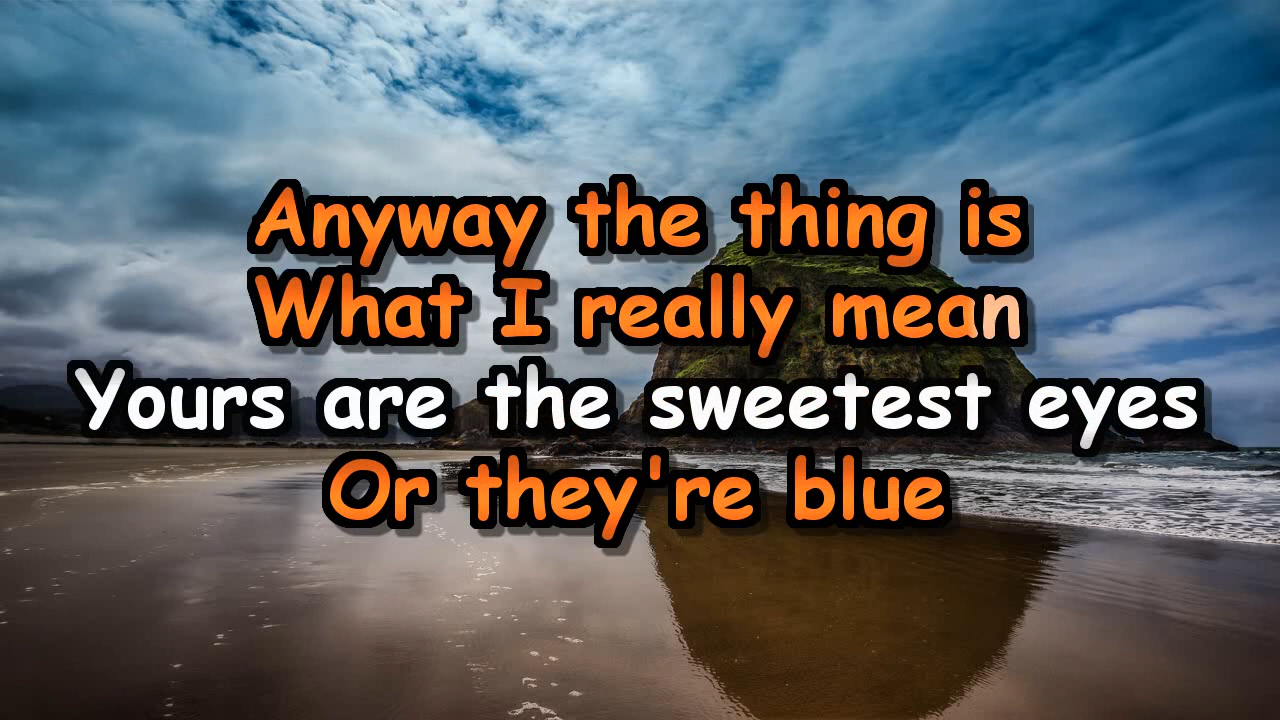 Anyway the thing is
What I really mean
Yours are the sweetest eyes
Or they're blue